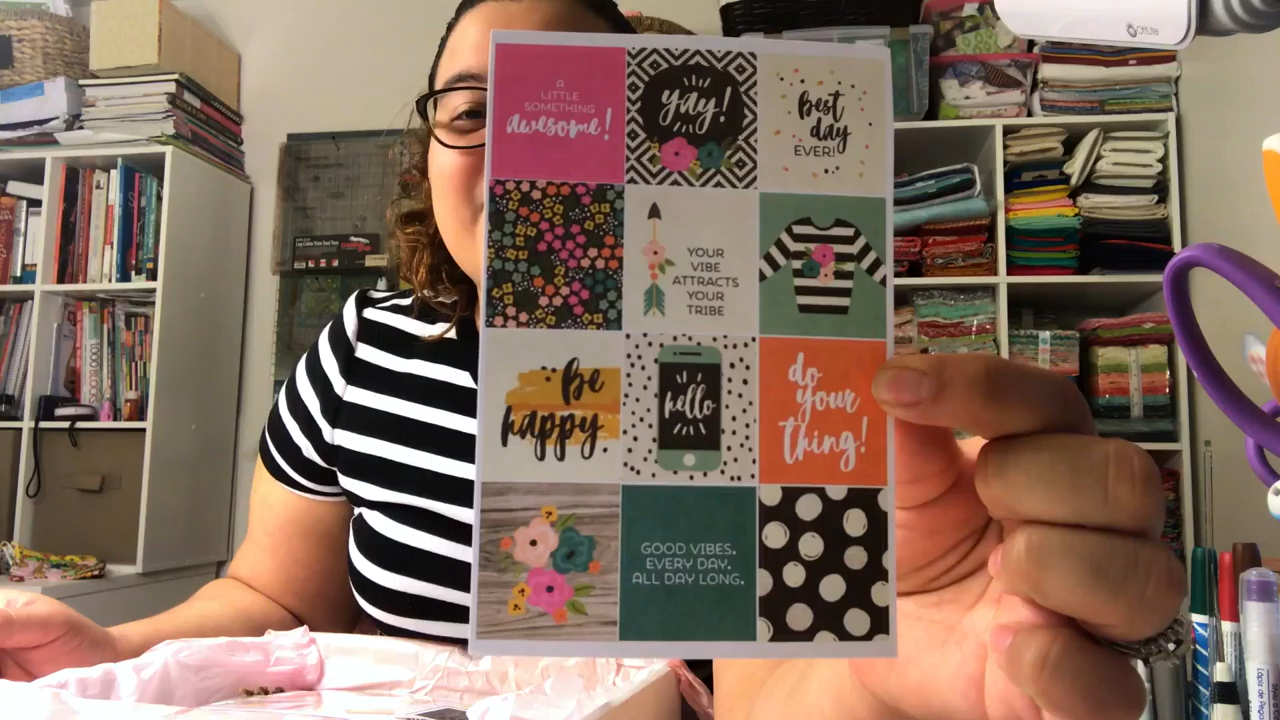 A
LITTLE
SOMETHING
awesome!
yay!
best
day
EVER!
YOUR
VIBE
ATTRACTS
YOUR
TRIBE
be
happy
hello
do
your
thing!
GOOD VIBES.
EVERY DAY.
ALL DAY LONG.
OttLite